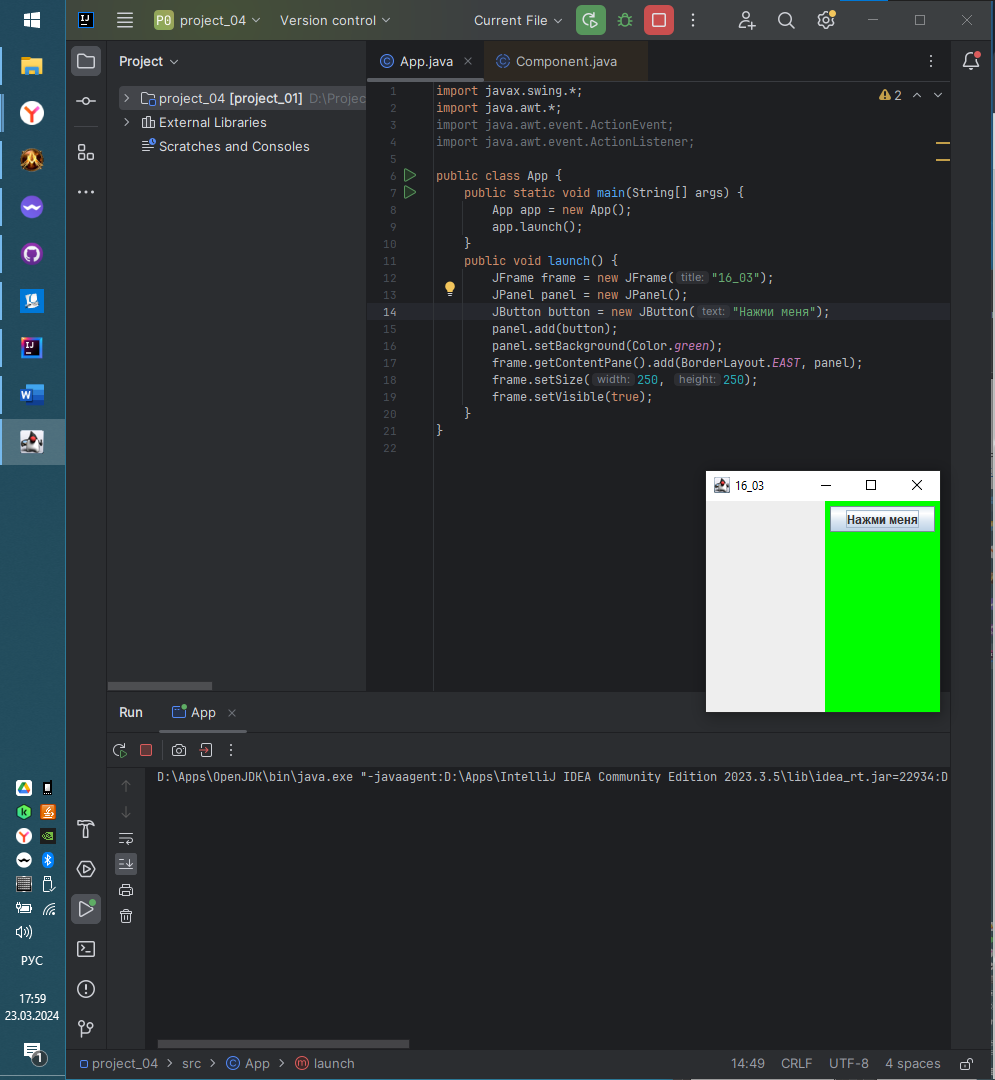 project_04 Version control Current File
Project
App.java
Component.java
project_04 [project_01] D:\Projec
External Libraries
Scratches and Consoles
2
1 import javax.swing.*;
2 import java.awt.*;
3 import java.awt.event.ActionEvent;
4 import java.awt.event.ActionListener;
5
6 public class App {
7 public static void main(String[] args) {
8 App app = new App();
9 app.launch();
10 }
11 public void launch() {
12 JFrame frame = new JFrame( title: "16_03");
13 JPanel panel = new JPanel();
14 JButton button = new JButton( text: "Нажми меня");
15 panel.add(button);
16 panel.setBackground(Color.green);
17 frame.getContentPane().add(BorderLayout.EAST, panel);
18 frame.setSize( width: 250, height: 250);
19 frame.setVisible(true);
20 }
21 }
22
16_03
Нажми меня
Run App
D:\Apps\OpenJDK\bin\java.exe "-javaagent:D:\Apps\IntelliJ IDEA Community Edition 2023.3.5\lib\idea_rt.jar=22934:D
РУС
17:59
23.03.2024
1
project_04 > src > App > launch
14:49 CRLF UTF-8 4 spaces